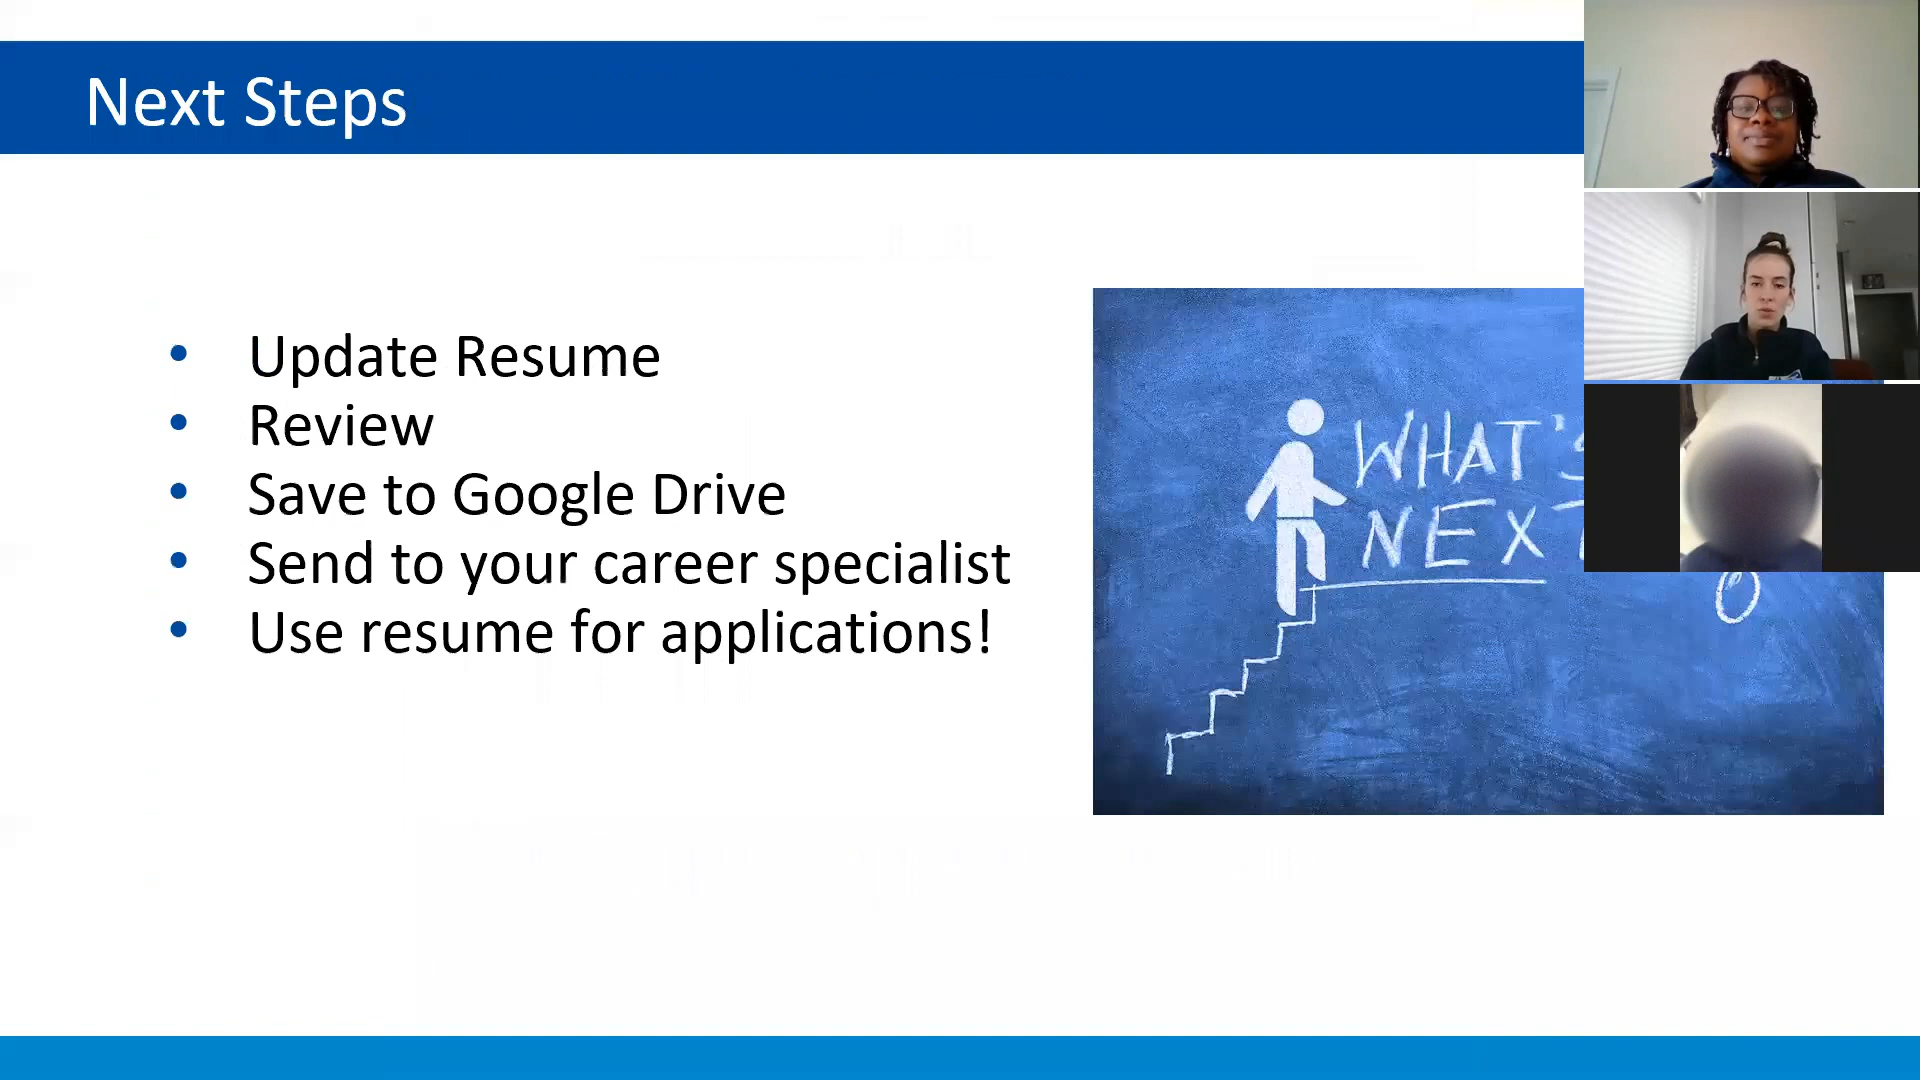 Next Steps
• Update Resume
• Review
• Save to Google Drive
• Send to your career specialist
• Use resume for applications!
WHAT'S
NEXT